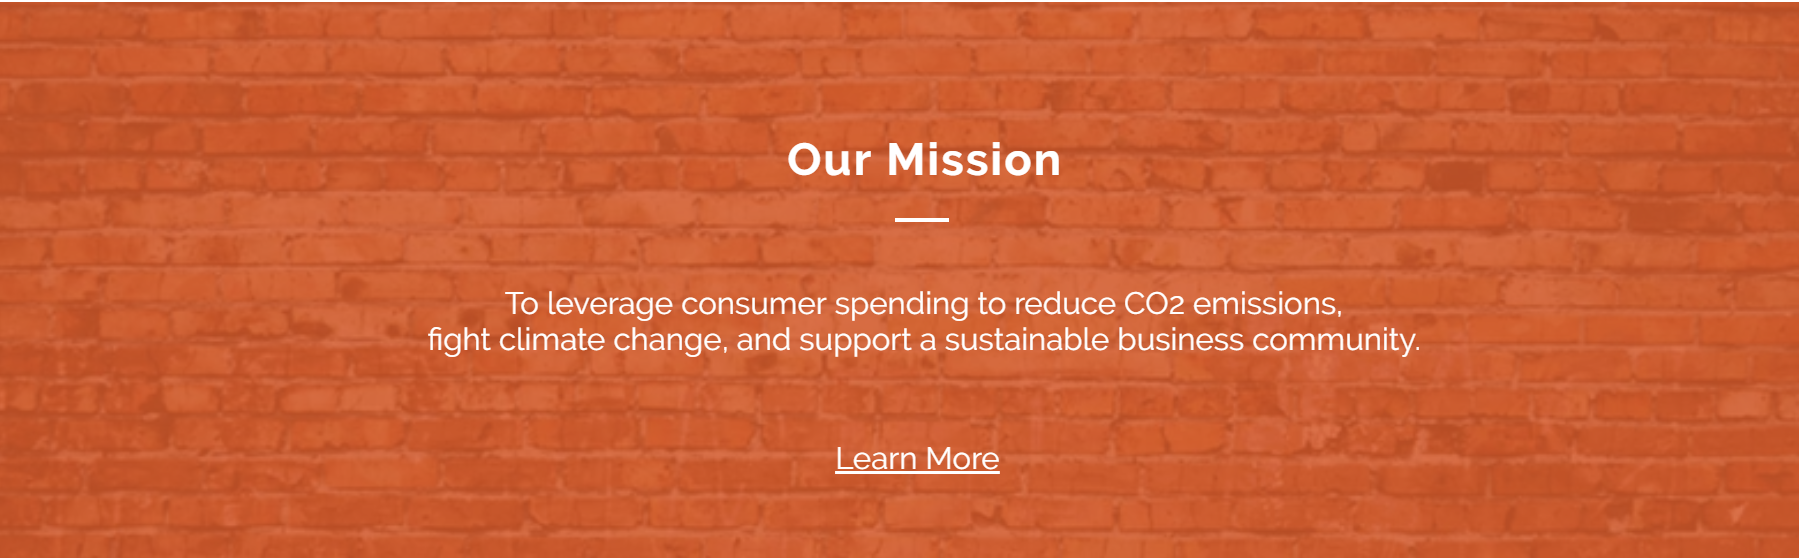 Our Mission
To leverage consumer spending to reduce CO2 emissions,
fight climate change, and support a sustainable business community.
Learn More